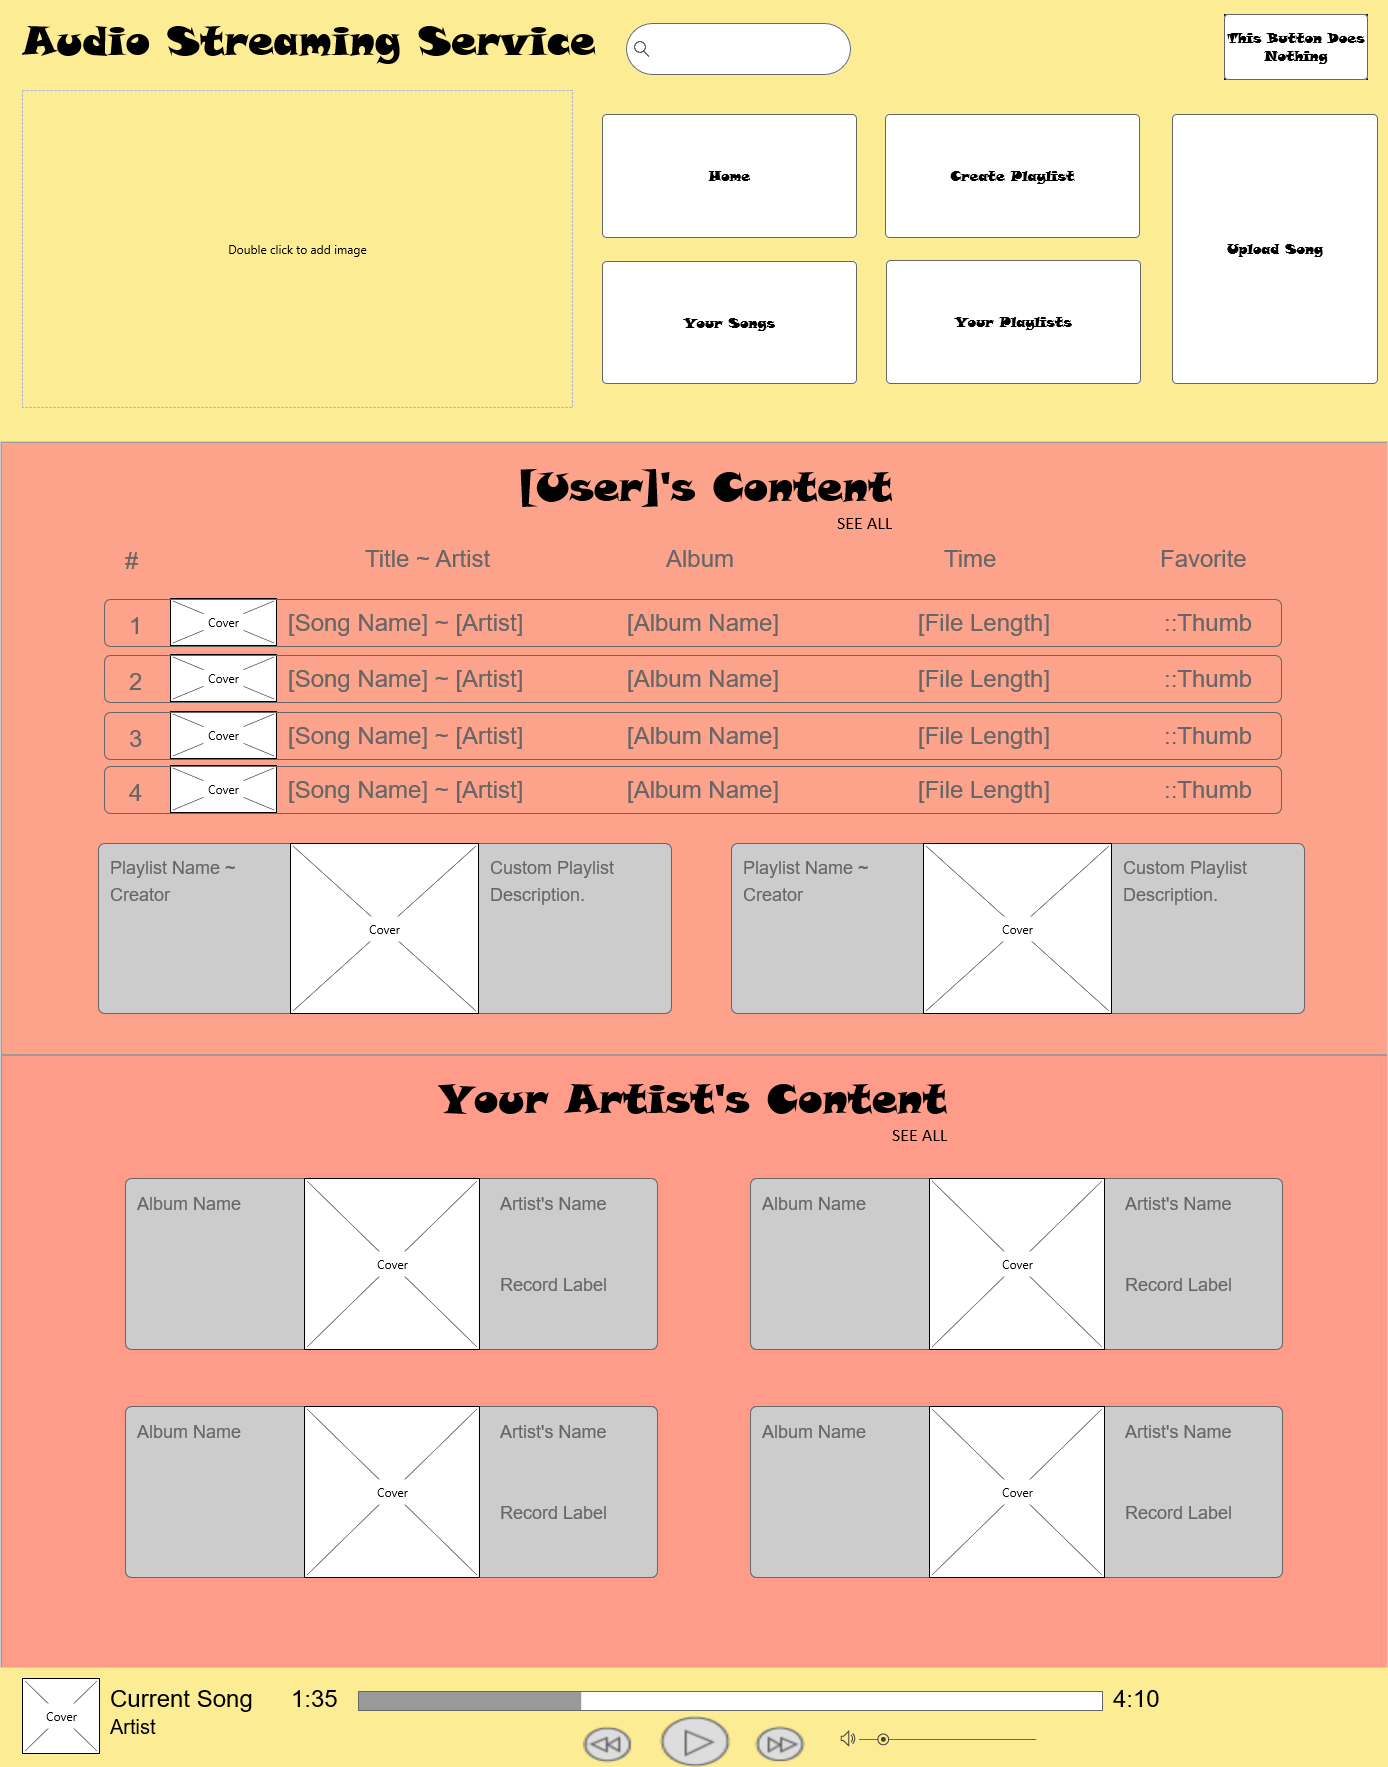 Audio Streaming Service
This Button Does
Nothing
Double click to add image
Home
Create Playlist
Upload Song
Your Songs
Your Playlists
[User]'s Content
SEE ALL
# Title ~ Artist Album Time Favorite
1 Cover [Song Name] ~ [Artist] [Album Name] [File Length] ::Thumb
2 Cover [Song Name] ~ [Artist] [Album Name] [File Length] ::Thumb
3 Cover [Song Name] ~ [Artist] [Album Name] [File Length] ::Thumb
4 Cover [Song Name] ~ [Artist] [Album Name] [File Length] ::Thumb
Playlist Name ~
Creator
Cover
Custom Playlist
Description.
Playlist Name ~
Creator
Cover
Custom Playlist
Description.
Your Artist's Content
SEE ALL
Album Name
Cover
Artist's Name
Record Label
Album Name
Cover
Artist's Name
Record Label
Album Name
Cover
Artist's Name
Record Label
Album Name
Cover
Artist's Name
Record Label
Cover
Current Song
Artist
1:35
4:10